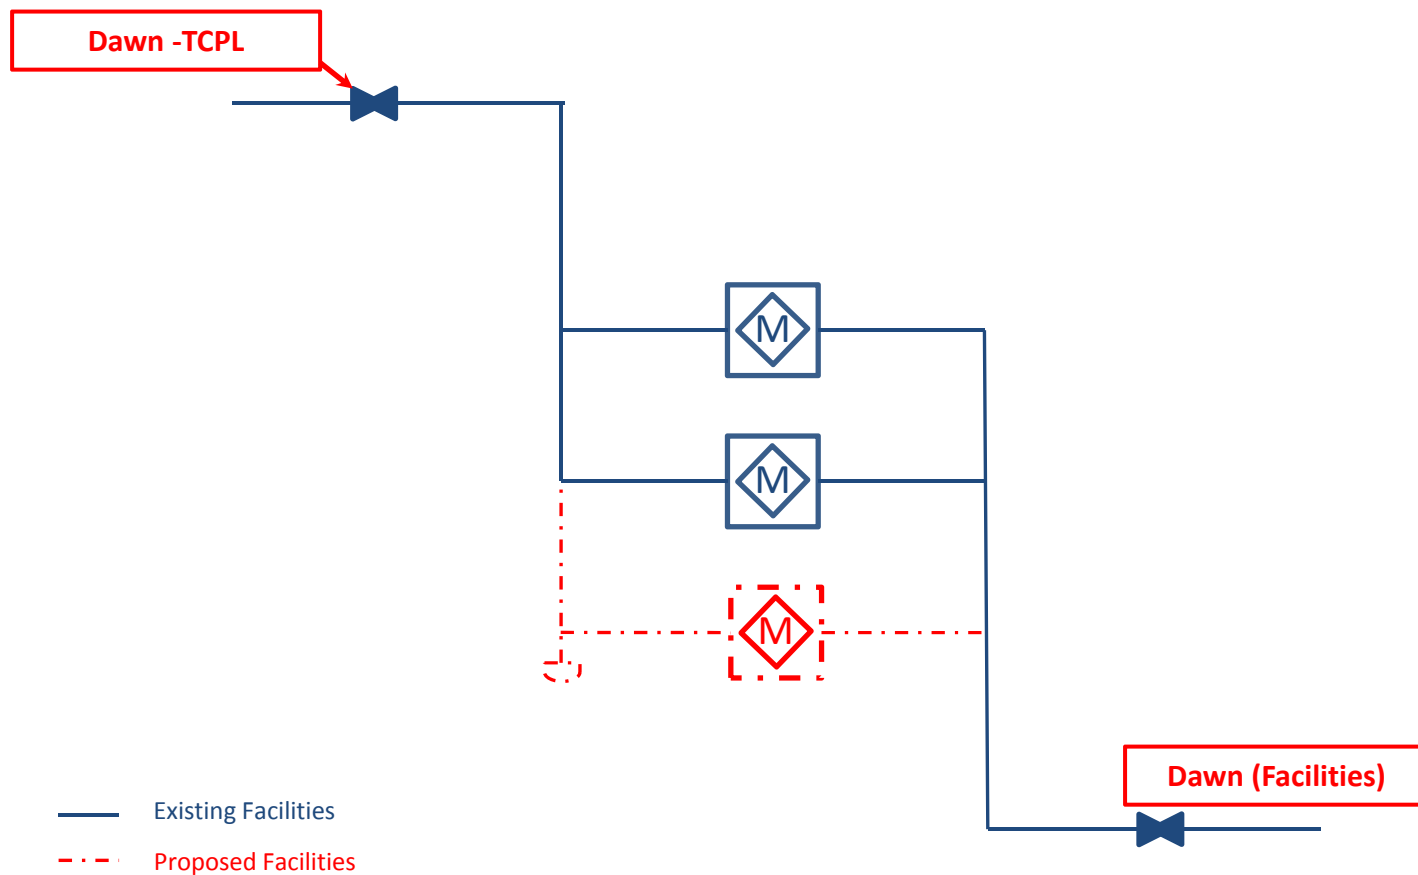 Dawn -TCPL
M
M
M
Dawn (Facilities)
Existing Facilities
Proposed Facilities